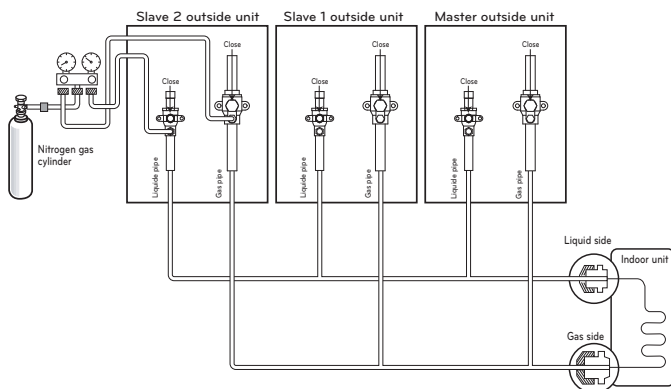 Slave 2 outside unit
Slave 1 outside unit
Master outside unit
Close
Close
Close
Close
Close
Close
Nitrogen gas
cylinder
Liquide pipe
Gas pipe
Liquide pipe
Gas pipe
Liquide pipe
Gas pipe
Liquid side
Indoor unit
Gas side